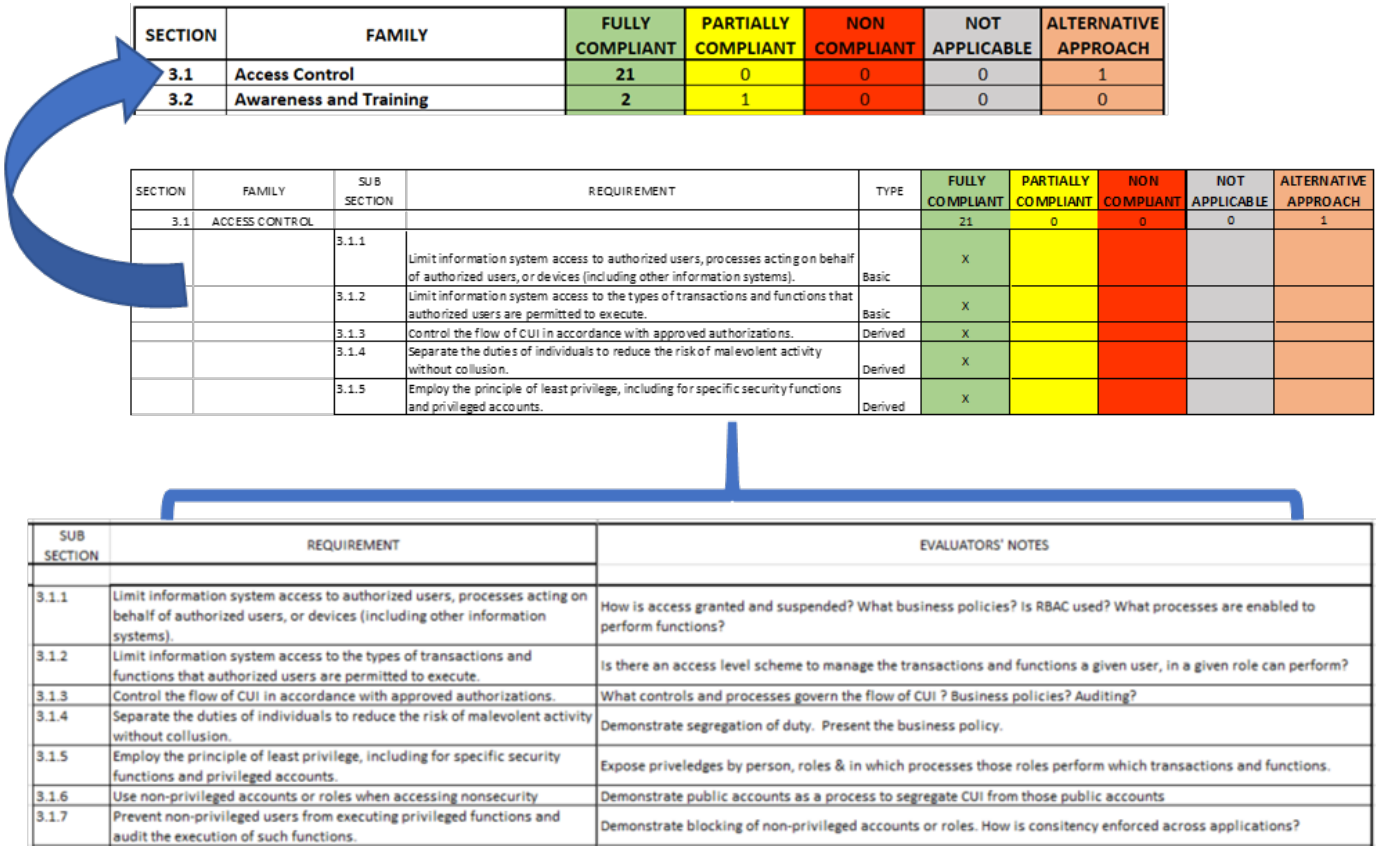 SECTION FAMILY FULLY COMPLIANT PARTIALLY COMPLIANT NON COMPLIANT NOT APPLICABLE ALTERNATIVE APPROACH
3.1 Access Control 21 0 0 0 1
3.2 Awareness and Training 2 1 0 0 0
SECTION FAMILY SUB SECTION REQUIREMENT TYPE FULLY COMPLIANT PARTIALLY COMPLIANT NON COMPLIANT NOT APPLICABLE ALTERNATIVE APPROACH
3.1 ACCESS CONTROL 21 0 0 0 1
3.1.1
Limit information system access to authorized users, processes acting on behalf
of authorized users, or devices (including other information systems). Basic X
3.1.2 Limit information system access to the types of transactions and functions that
authorized users are permitted to execute. Basic X
3.1.3 Control the flow of CUI in accordance with approved authorizations. Derived X
3.1.4 Separate the duties of individuals to reduce the risk of malevolent activity
without collusion. Derived X
3.1.5 Employ the principle of least privilege, including for specific security functions
and privileged accounts. Derived X
SUB SECTION REQUIREMENT EVALUATORS' NOTES
3.1.1 Limit information system access to authorized users, processes acting on
behalf of authorized users, or devices (including other information
systems).
How is access granted and suspended? What business policies? Is RBAC used? What processes are enabled to
perform functions?
3.1.2 Limit information system access to the types of transactions and
functions that authorized users are permitted to execute.
Is there an access level scheme to manage the transactions and functions a given user, in a given role can perform?
3.1.3 Control the flow of CUI in accordance with approved authorizations. What controls and processes govern the flow of CUI ? Business policies? Auditing?
3.1.4 Separate the duties of individuals to reduce the risk of malevolent activity
without collusion.
Demonstrate segregation of duty. Present the business policy.
3.1.5 Employ the principle of least privilege, including for specific security
functions and privileged accounts.
Expose priveledges by person, roles & in which processes those roles perform which transactions and functions.
3.1.6 Use non-privileged accounts or roles when accessing nonsecurity Demonstrate public accounts as a process to segregate CUI from those public accounts
3.1.7 Prevent non-privileged users from executing privileged functions and
audit the execution of such functions.
Demonstrate blocking of non-privileged accounts or roles. How is consitency enforced across applications?